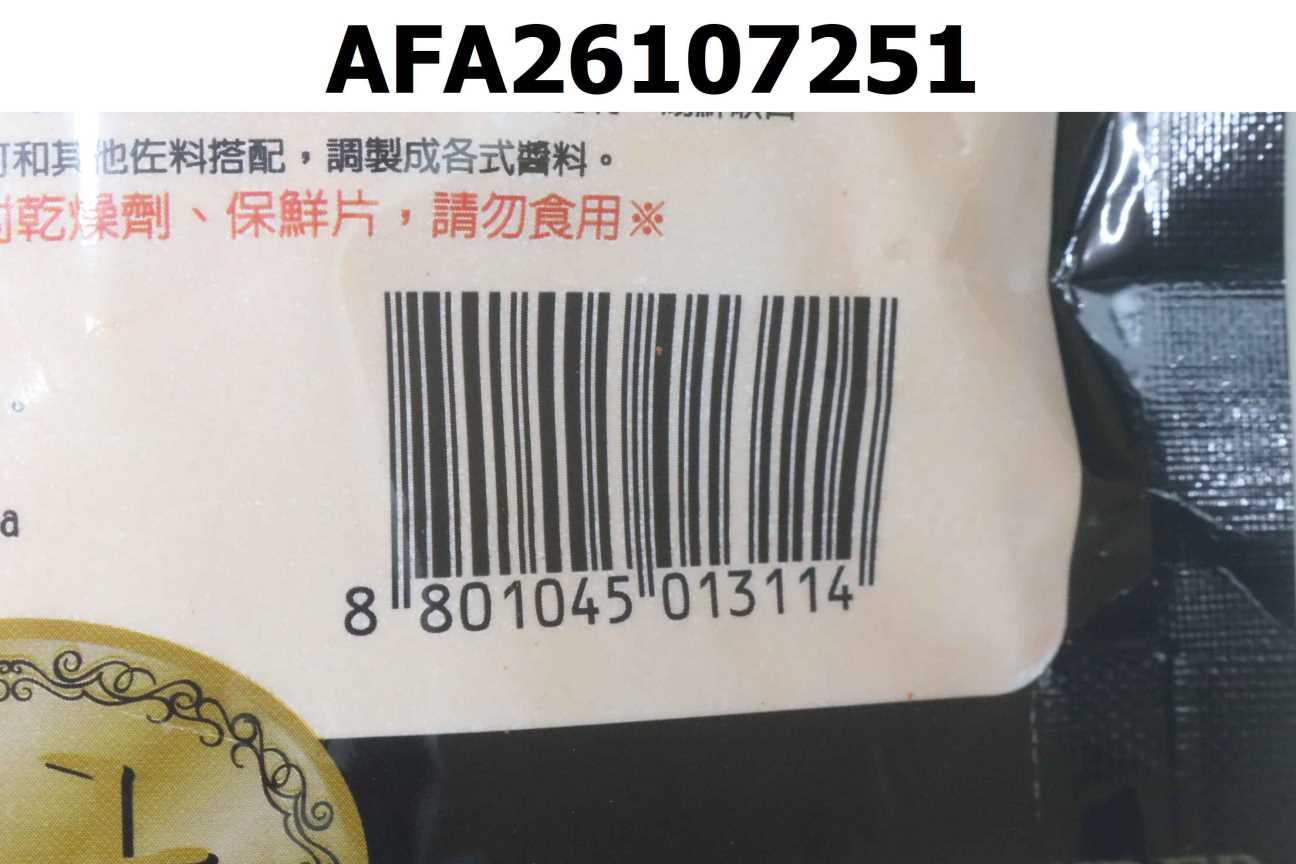 AFA26107251
和其他佐料搭配，調製成各式醬料。
乾燥劑、保鮮片，請勿食用※
a
8 801045 013114